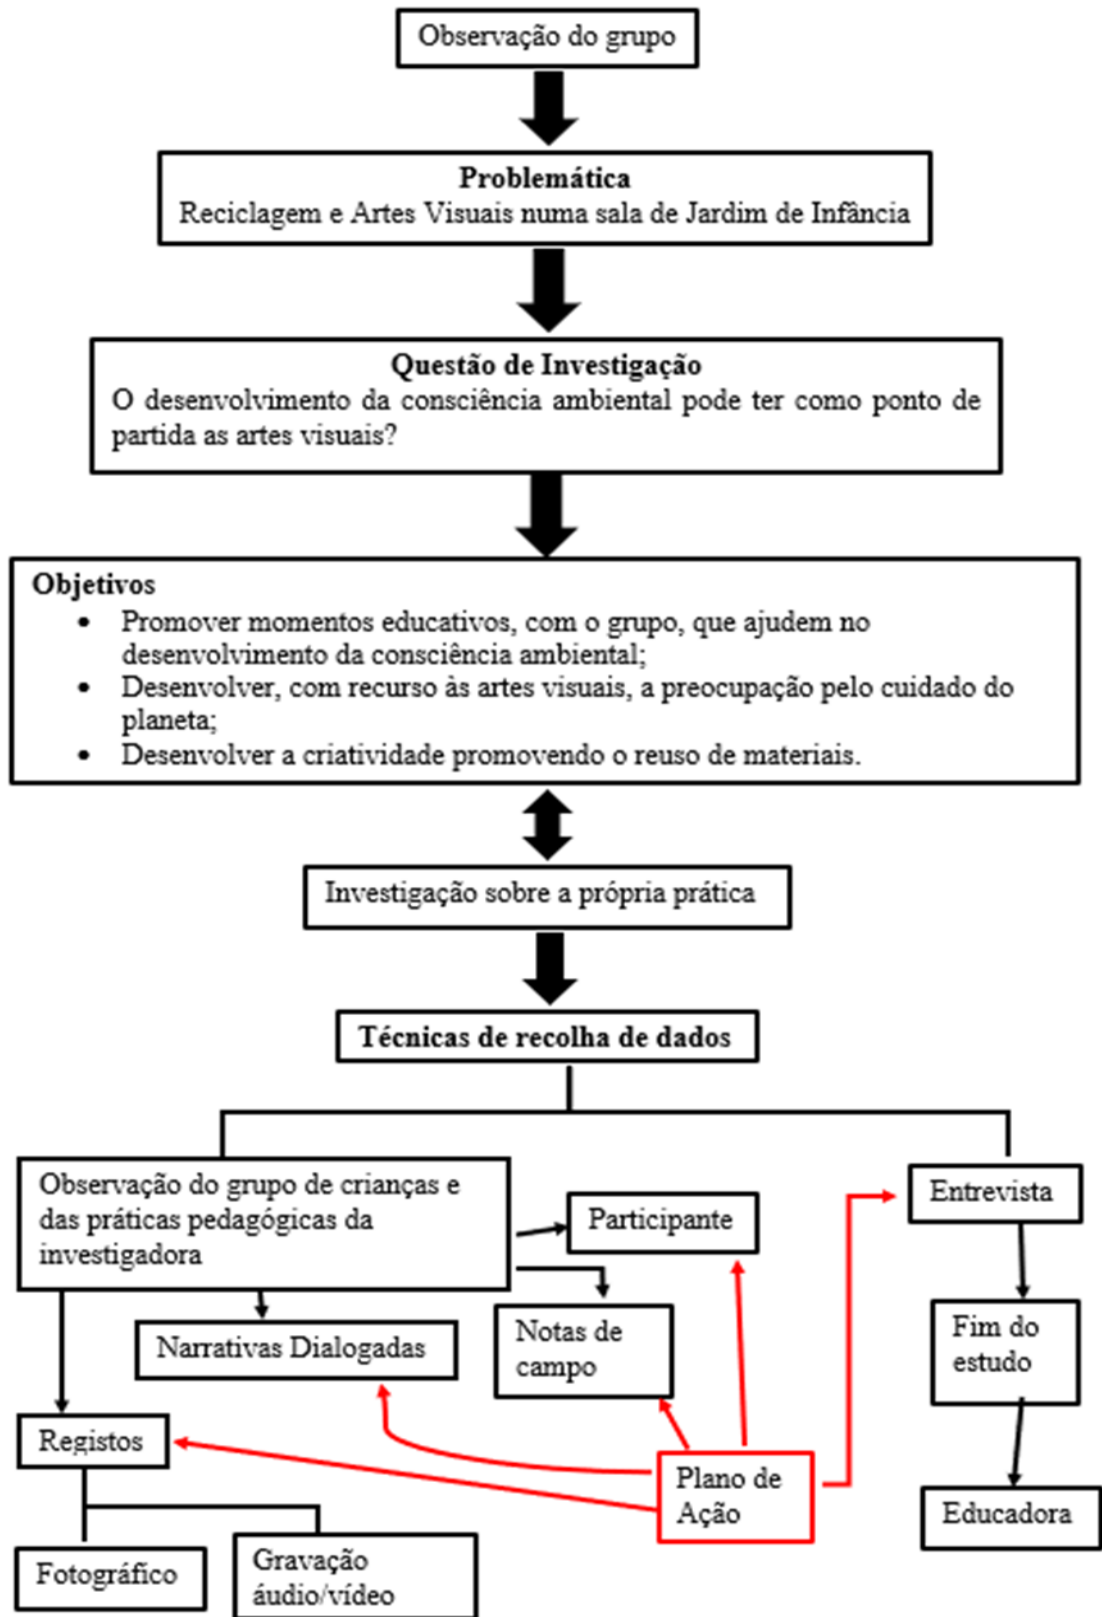 Observação do grupo
Problemática
Reciclagem e Artes Visuais numa sala de Jardim de Infância
Questão de Investigação
O desenvolvimento da consciência ambiental pode ter como ponto de
partida as artes visuais?
Objetivos
• Promover momentos educativos, com o grupo, que ajudem no
desenvolvimento da consciência ambiental;
• Desenvolver, com recurso às artes visuais, a preocupação pelo cuidado do
planeta;
• Desenvolver a criatividade promovendo o reuso de materiais.
Investigação sobre a própria prática
Técnicas de recolha de dados
Observação do grupo de crianças e
das práticas pedagógicas da
investigadora
Participante
Entrevista
Narrativas Dialogadas
Notas de
campo
Fim do
estudo
Registos
Plano de
Ação
Educadora
Fotográfico
Gravação
áudio/vídeo